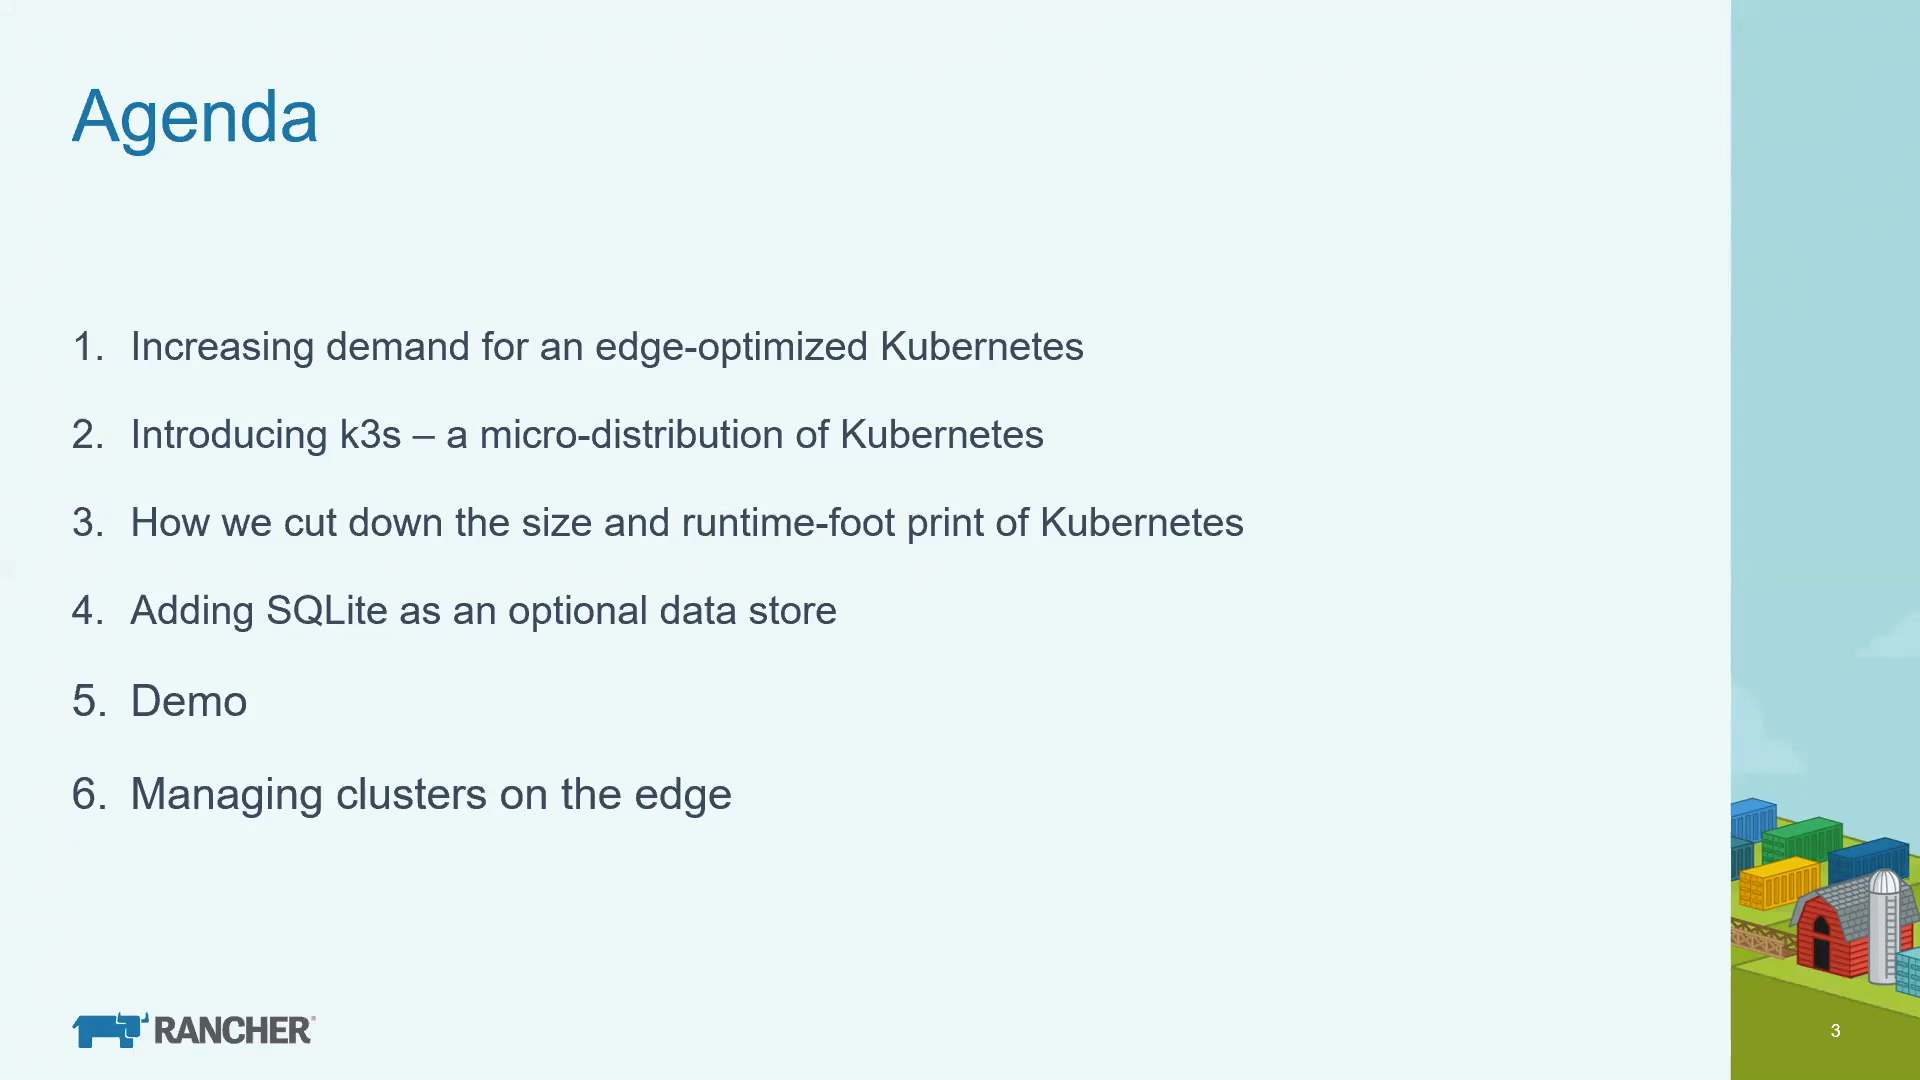 Agenda
1. Increasing demand for an edge-optimized Kubernetes
2. Introducing k3s – a micro-distribution of Kubernetes
3. How we cut down the size and runtime-foot print of Kubernetes
4. Adding SQLite as an optional data store
5. Demo
6. Managing clusters on the edge
RANCHER®
3